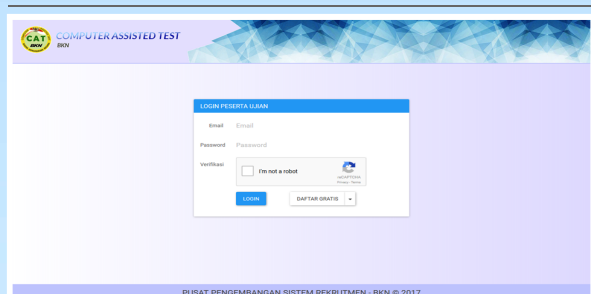 CAT
BKN
COMPUTER ASSISTED TEST
BKN
LOGIN PESERTA UJIAN
Email Email
Password Password
Verifikasi
I'm not a robot
reCAPTCHA
Privacy - Terms
LOGIN DAFTAR GRATIS
PUSAT PENGEMBANGAN SISTEM REKRUTMEN - BKN © 2017